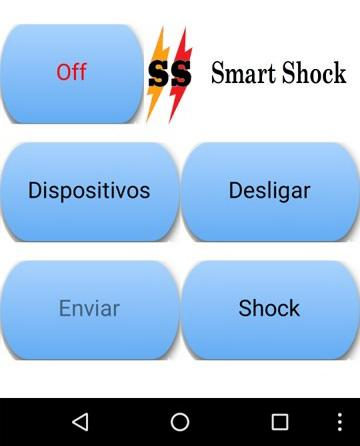 Off
SS Smart Shock
Dispositivos
Desligar
Enviar
Shock